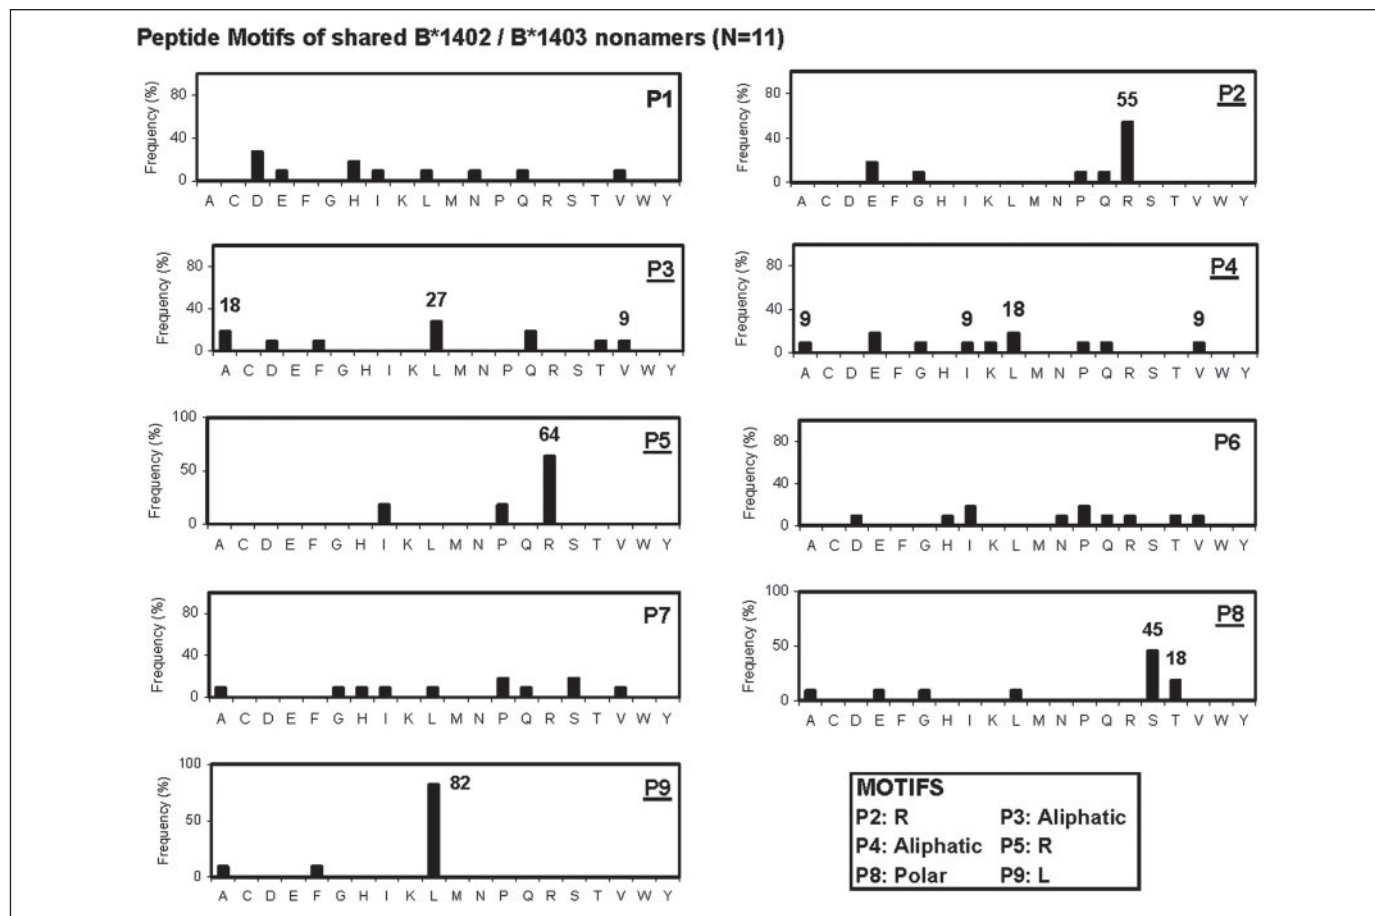 Peptide Motifs of shared B*1402 / B*1403 nonamers (N=11)
Frequency (%)
80
40
0
P1
A C D E F G H I K L M N P Q R S T V W Y
Frequency (%)
80
40
0
55
P2
A C D E F G H I K L M N P Q R S T V W Y
Frequency (%)
80
40
0
18
27
9
P3
A C D E F G H I K L M N P Q R S T V W Y
Frequency (%)
80
40
0
9
9
18
9
P4
A C D E F G H I K L M N P Q R S T V W Y
Frequency (%)
100
50
0
64
P5
A C D E F G H I K L M N P Q R S T V W Y
Frequency (%)
80
40
0
P6
A C D E F G H I K L M N P Q R S T V W Y
Frequency (%)
80
40
0
P7
A C D E F G H I K L M N P Q R S T V W Y
Frequency (%)
100
50
0
45
18
P8
A C D E F G H I K L M N P Q R S T V W Y
Frequency (%)
100
50
0
82
P9
A C D E F G H I K L M N P Q R S T V W Y
MOTIFS
P2: R P3: Aliphatic
P4: Aliphatic P5: R
P8: Polar P9: L